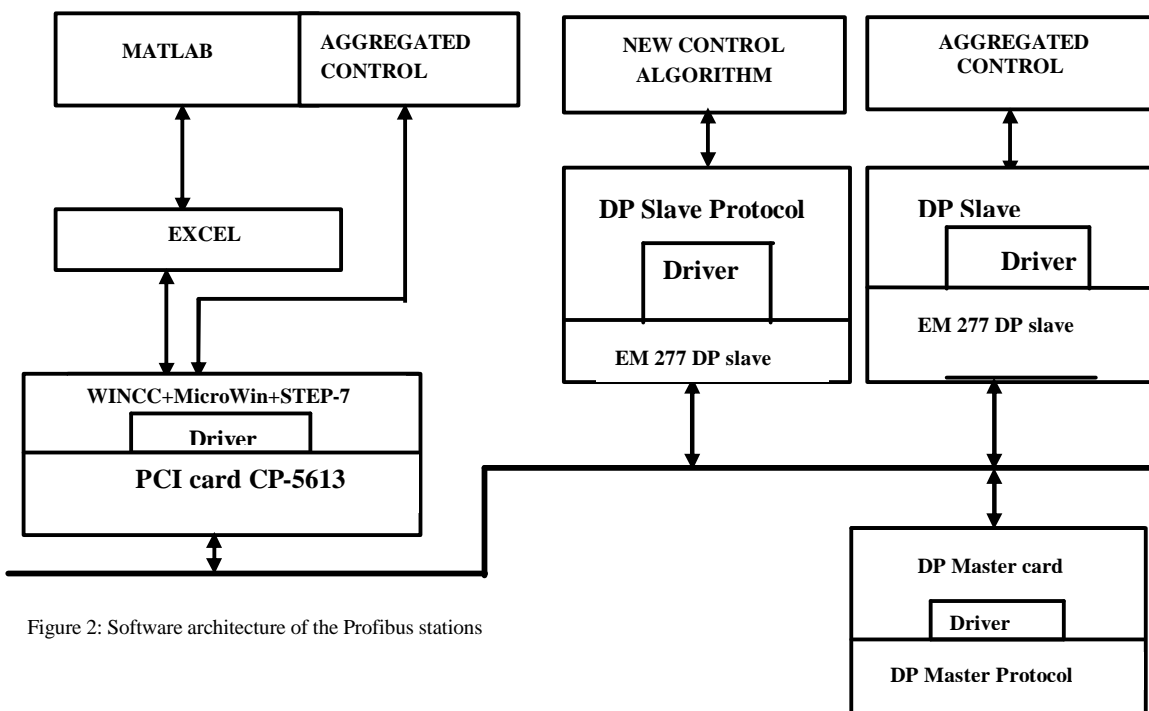 MATLAB
AGGREGATED
CONTROL
NEW CONTROL
ALGORITHM
AGGREGATED
CONTROL
EXCEL
DP Slave Protocol
Driver
EM 277 DP slave
DP Slave
Driver
EM 277 DP slave
WINCC+MicroWin+STEP-7
Driver
PCI card CP-5613
DP Master card
Driver
DP Master Protocol
Figure 2: Software architecture of the Profibus stations